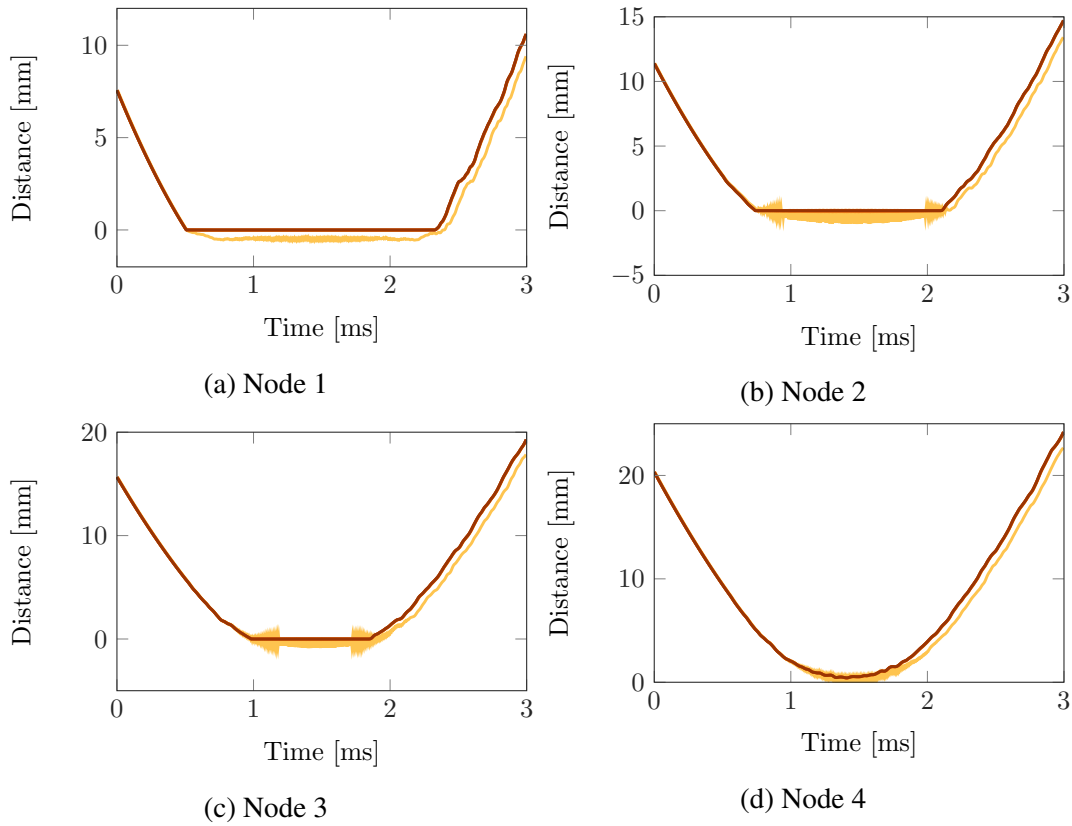 10
5
0
Distance [mm]
0 1 2 3
Time [ms]
(a) Node 1
15
10
5
0
−5
Distance [mm]
0 1 2 3
Time [ms]
(b) Node 2
20
10
0
Distance [mm]
0 1 2 3
Time [ms]
(c) Node 3
20
10
0
Distance [mm]
0 1 2 3
Time [ms]
(d) Node 4